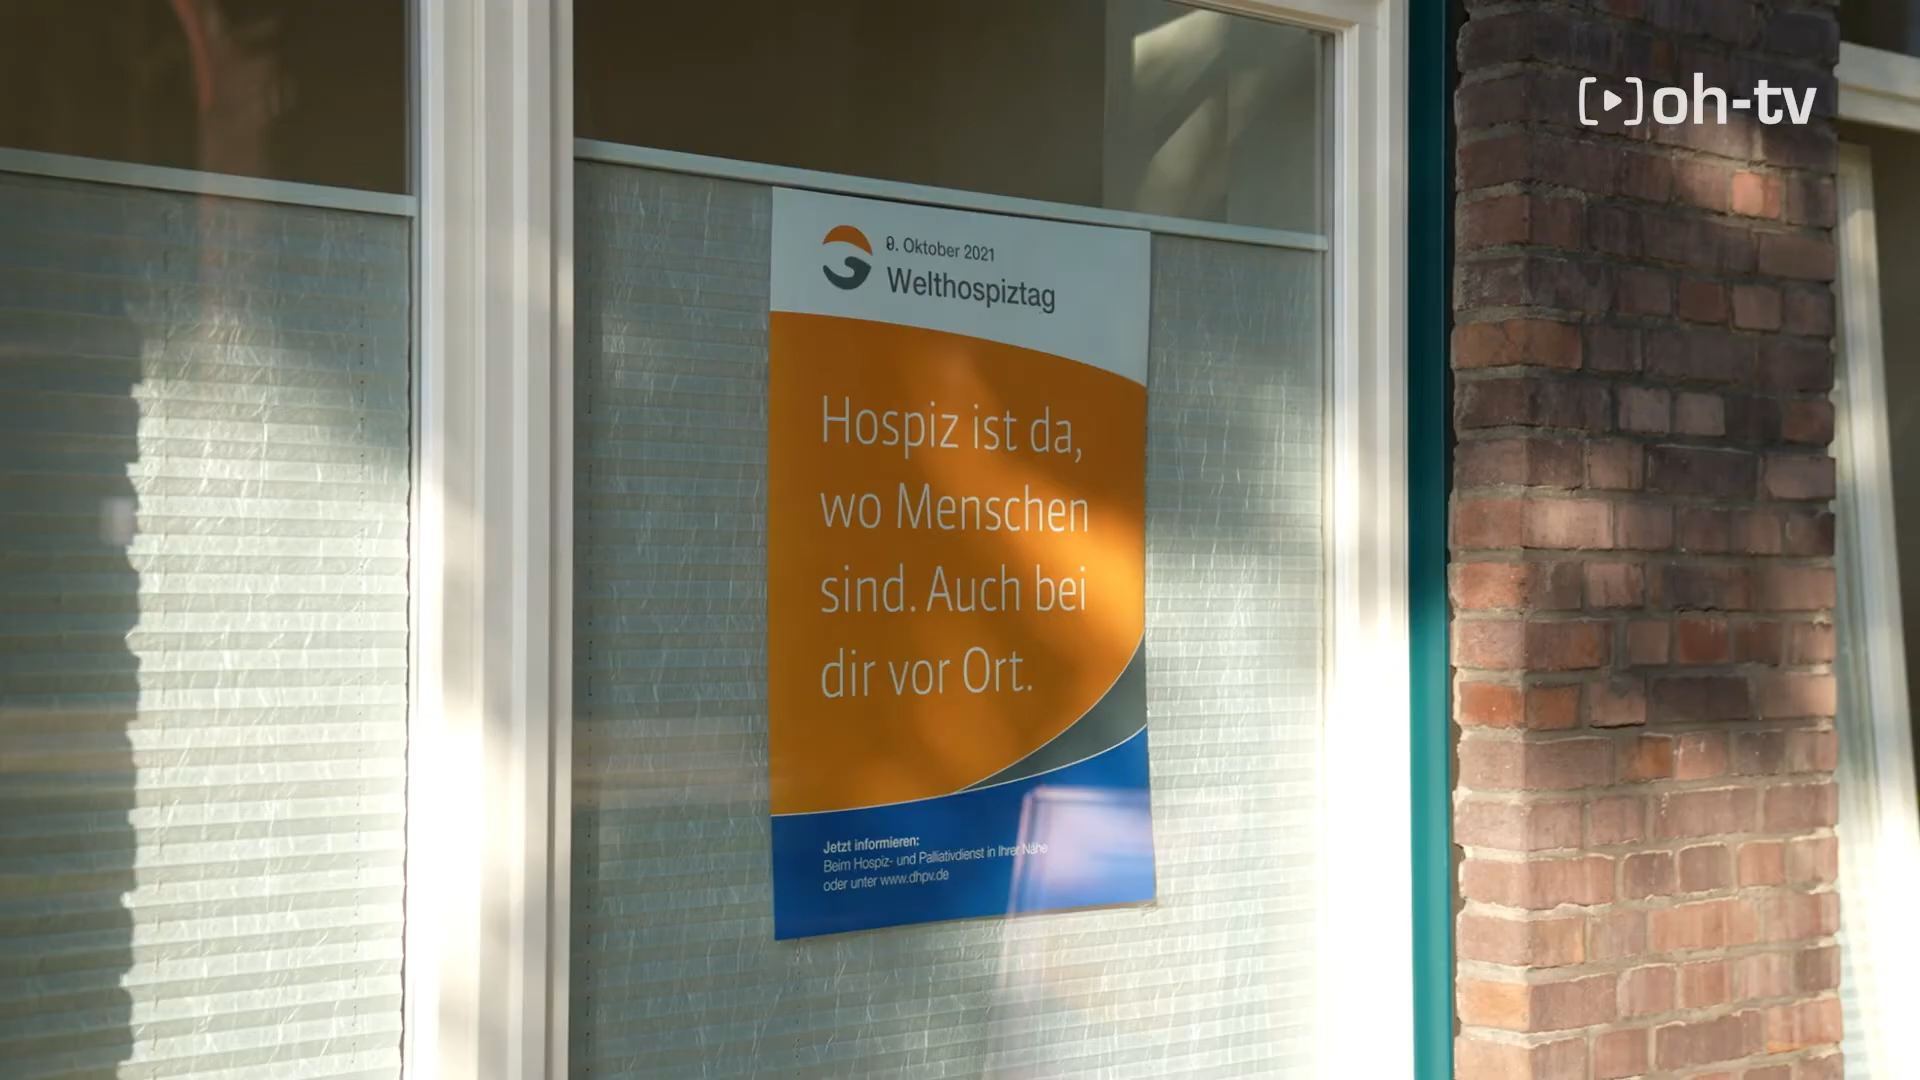 oh-tv
9. Oktober 2021
Welthospiztag
Hospiz ist da,
wo Menschen
sind. Auch bei
dir vor Ort.
Jetzt informieren:
Beim Hospiz- und Palliativdienst in Ihrer Nähe
oder unter www.dhpv.de